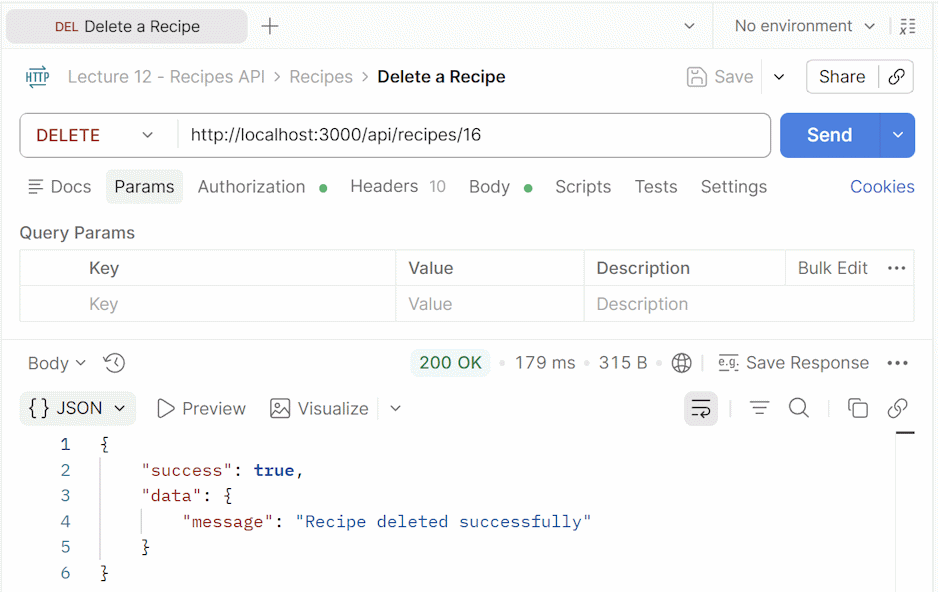 DEL Delete a Recipe
No environment
HTTP Lecture 12 - Recipes API > Recipes > Delete a Recipe Save Share
DELETE http://localhost:3000/api/recipes/16 Send
Docs Params Authorization Headers 10 Body Scripts Tests Settings Cookies
Query Params
Key Value Description Bulk Edit
Key Value Description
Body 200 OK 179 ms 315 B e.g. Save Response
{} JSON Preview Visualize
1 {
2 "success": true,
3 "data": {
4 "message": "Recipe deleted successfully"
5 }
6 }